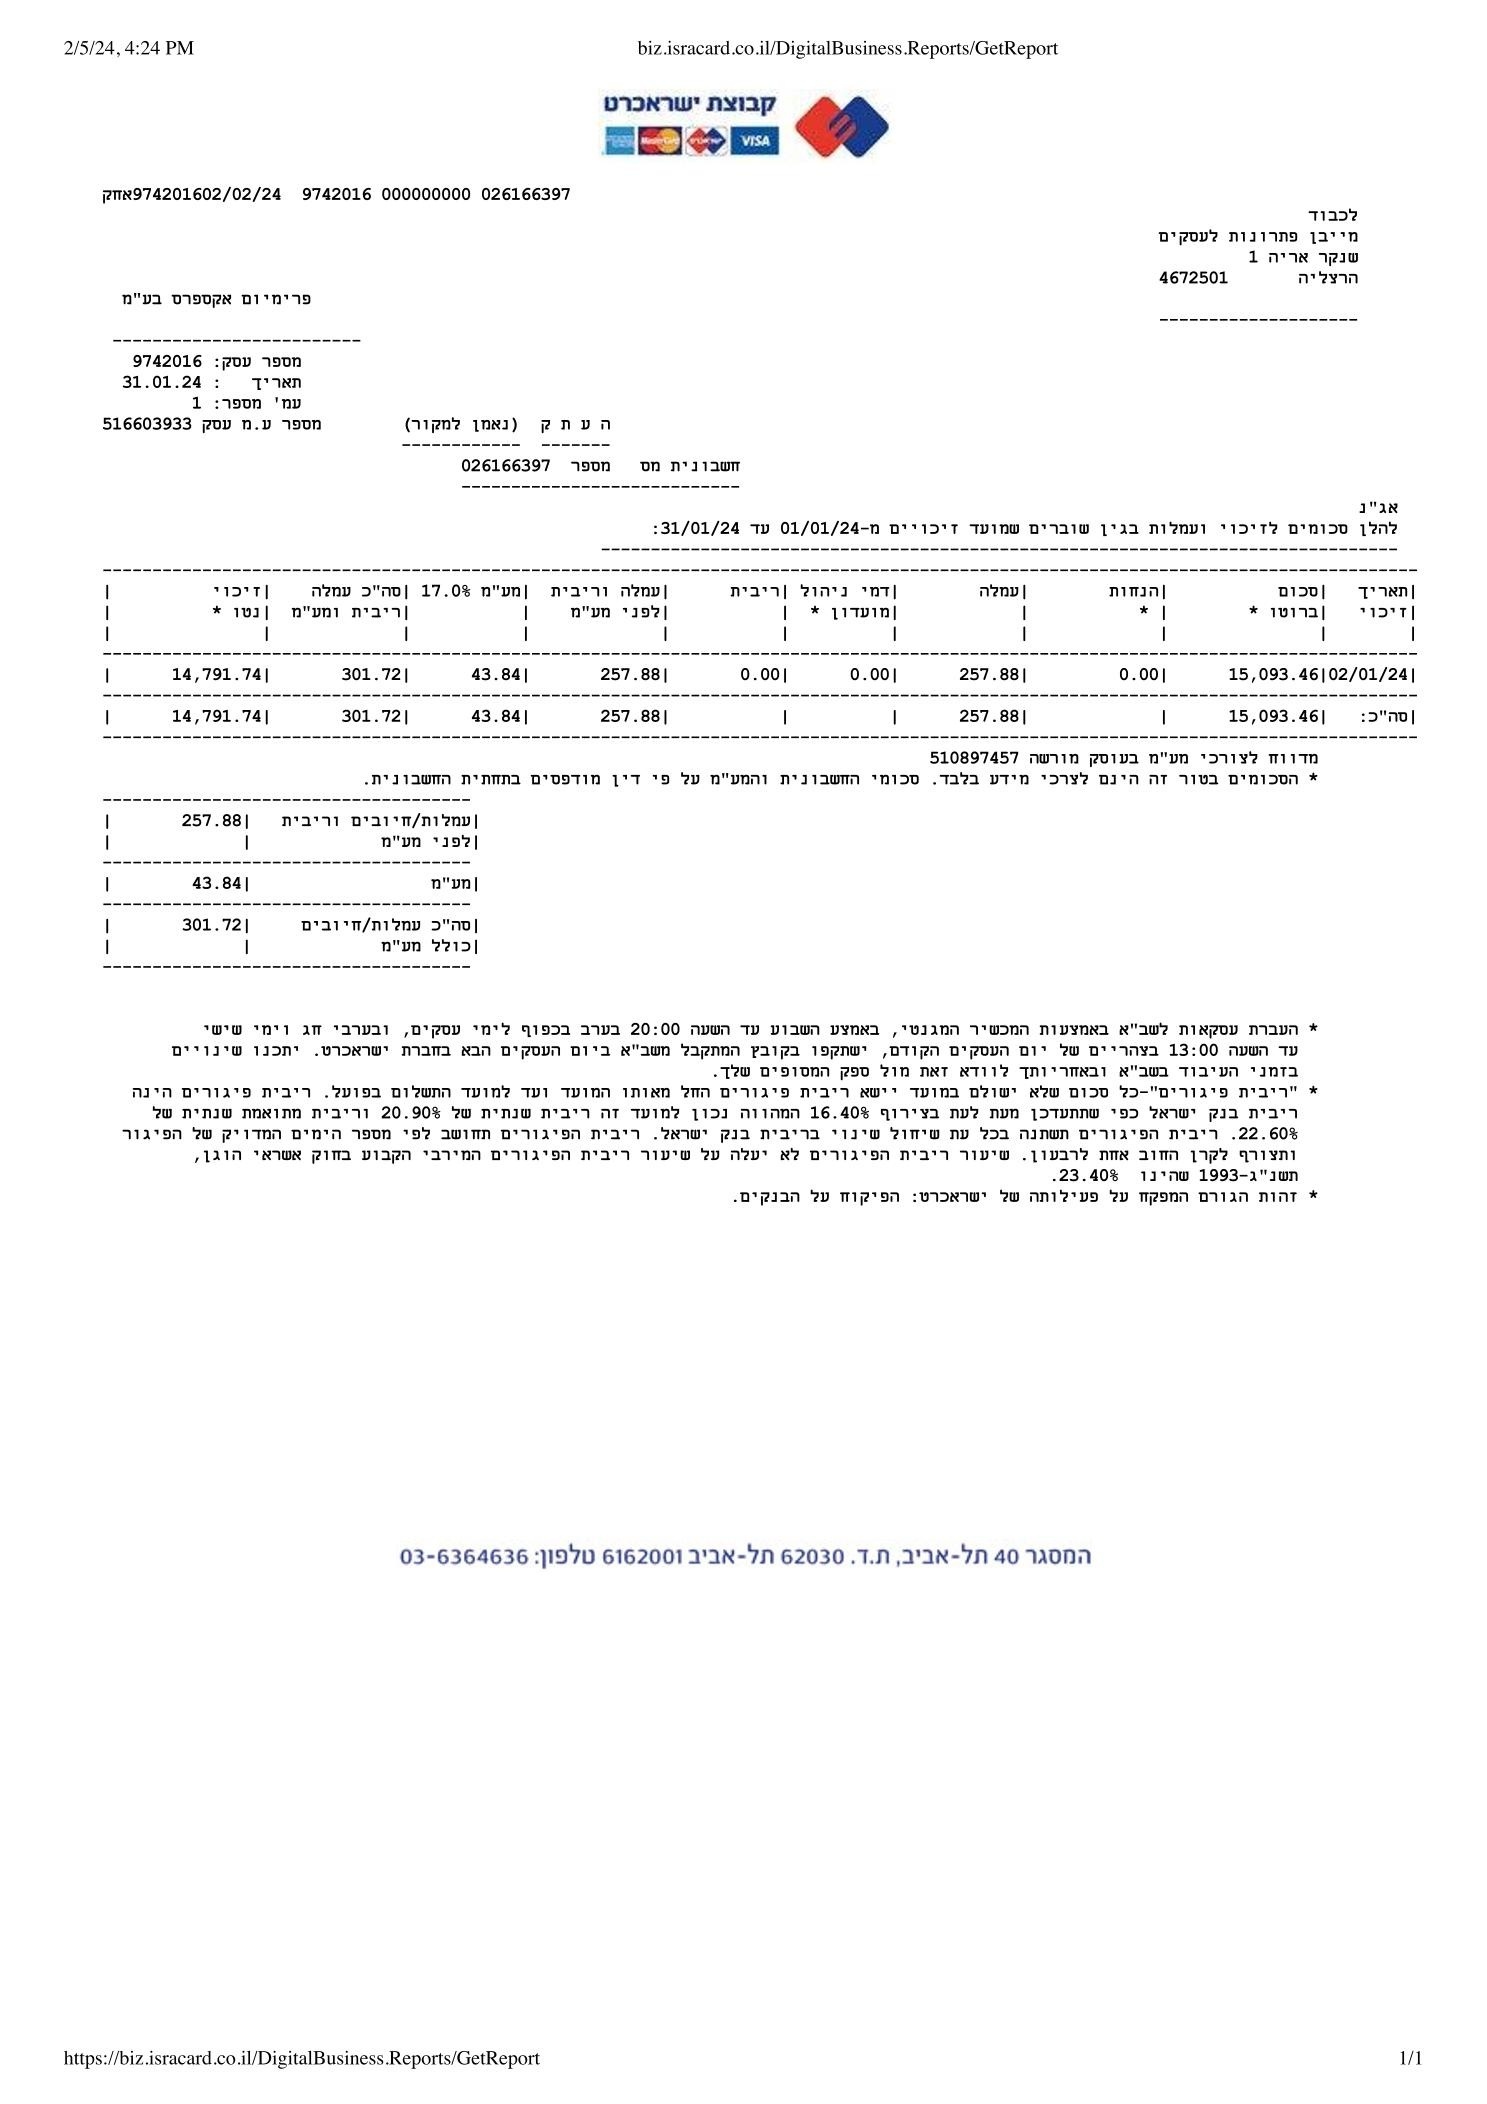 2/5/24, 4:24 PM biz.isracard.co.il/DigitalBusiness.Reports/GetReport
קבוצת ישראכרט
MasterCard ישראכרט VISA
אחק974201602/02/24 9742016 000000000 026166397
לכבוד
מייבן פתרונות לעסקים
שנקר אריה 1
הרצליה 4672501
פרימיום אקספרס בע"מ
--------------------
-------------------------
מספר עסק: 9742016
תאריך : 31.01.24
עמ' מספר: 1
ה ע ת ק (נאמן למקור) מספר ע.מ עסק 516603933
------- ------------
חשבונית מס מספר 026166397
----------------------------
אג"נ
להלן סכומים לזיכוי ועמלות בגין שוברים שמועד זיכויים מ-01/01/24 עד 31/01/24:
|תאריך |סכום |הנחות |עמלה |דמי ניהול |ריבית |עמלה וריבית |מע"מ 17.0% |סה"כ עמלה |זיכוי |
|זיכוי |ברוטו * | * | |מועדון * | |לפני מע"מ | |ריבית ומע"מ |נטו * |
|02/01/24|15,093.46 |0.00 |257.88 |0.00 |0.00 |257.88 |43.84 |301.72 |14,791.74 |
|סה"כ: |15,093.46 | |257.88 | | |257.88 |43.84 |301.72 |14,791.74 |
מדווח לצורכי מע"מ בעוסק מורשה 510897457
* הסכומים בטור זה הינם לצרכי מידע בלבד. סכומי החשבונית והמע"מ על פי דין מודפסים בתחתית החשבונית.
|עמלות/חיובים וריבית |257.88 |
|לפני מע"מ | |
|מע"מ |43.84 |
|סה"כ עמלות/חיובים |301.72 |
|כולל מע"מ | |
* העברת עסקאות לשב"א באמצעות המכשיר המגנטי, באמצע השבוע עד השעה 20:00 בערב בכפוף לימי עסקים, ובערבי חג וימי שישי
עד השעה 13:00 בצהריים של יום העסקים הקודם, ישתקפו בקובץ המתקבל משב"א ביום העסקים הבא בחברת ישראכרט. יתכנו שינויים
בזמני העיבוד בשב"א ובאחריותך לוודא זאת מול ספק המסופים שלך.
* "ריבית פיגורים"-כל סכום שלא ישולם במועד יישא ריבית פיגורים החל מאותו המועד ועד למועד התשלום בפועל. ריבית פיגורים הינה
ריבית בנק ישראל כפי שתתעדכן מעת לעת בצירוף 16.40% המהווה נכון למועד זה ריבית שנתית של 20.90% וריבית מתואמת שנתית של
22.60%. ריבית הפיגורים תשתנה בכל עת שיחול שינוי בריבית בנק ישראל. ריבית הפיגורים תחושב לפי מספר הימים המדויק של הפיגור
ותצורף לקרן החוב אחת לרבעון. שיעור ריבית הפיגורים לא יעלה על שיעור ריבית הפיגורים המירבי הקבוע בחוק אשראי הוגן,
תשנ"ג-1993 שהינו 23.40%.
* זהות הגורם המפקח על פעילותה של ישראכרט: הפיקוח על הבנקים.
המסגר 40 תל-אביב, ת.ד. 62030 תל-אביב 6162001 טלפון: 03-6364636
https://biz.isracard.co.il/DigitalBusiness.Reports/GetReport 1/1